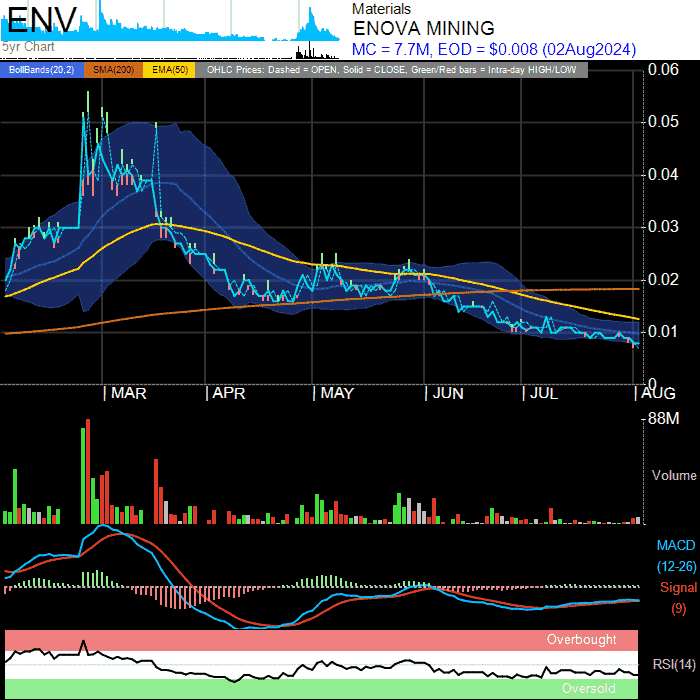 ENV
5yr Chart
Materials
ENOVA MINING
MC = 7.7M, EOD = $0.008 (02Aug2024)
BollBands(20,2) SMA(200) EMA(50) OHLC Prices: Dashed = OPEN, Solid = CLOSE, Green/Red bars = Intra-day HIGH/LOW
0.06
0.05
0.04
0.03
0.02
0.01
0
MAR APR MAY JUN JUL AUG
88M
Volume
MACD
(12-26)
Signal
(9)
Overbought
RSI(14)
Oversold